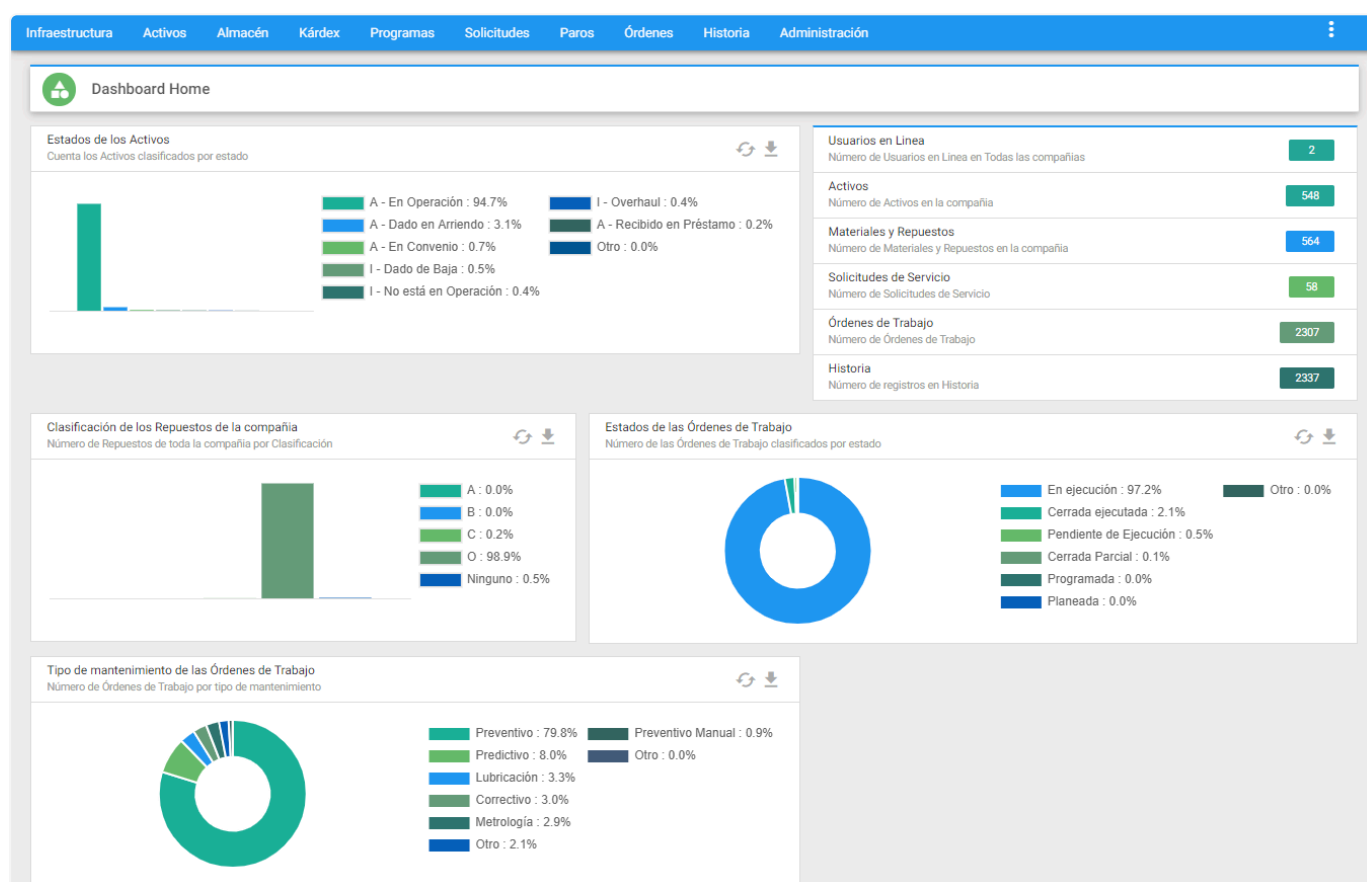 Infraestructura Activos Almacén Kárdex Programas Solicitudes Paros Órdenes Historia Administración
Dashboard Home
Estados de los Activos
Cuenta los Activos clasificados por estado
A - En Operación : 94.7%
A - Dado en Arriendo : 3.1%
A - En Convenio : 0.7%
I - Dado de Baja : 0.5%
I - No está en Operación : 0.4%
I - Overhaul : 0.4%
A - Recibido en Préstamo : 0.2%
Otro : 0.0%
Usuarios en Linea
Número de Usuarios en Linea en Todas las compañias
2
Activos
Número de Activos en la compañia
548
Materiales y Repuestos
Número de Materiales y Repuestos en la compañia
564
Solicitudes de Servicio
Número de Solicitudes de Servicio
58
Órdenes de Trabajo
Número de Órdenes de Trabajo
2307
Historia
Número de registros en Historia
2337
Clasificación de los Repuestos de la compañia
Número de Repuestos de toda la compañia por Clasificación
A : 0.0%
B : 0.0%
C : 0.2%
O : 98.9%
Ninguno : 0.5%
Estados de las Órdenes de Trabajo
Número de las Órdenes de Trabajo clasificados por estado
En ejecución : 97.2%
Cerrada ejecutada : 2.1%
Pendiente de Ejecución : 0.5%
Cerrada Parcial : 0.1%
Programada : 0.0%
Planeada : 0.0%
Otro : 0.0%
Tipo de mantenimiento de las Órdenes de Trabajo
Número de Órdenes de Trabajo por tipo de mantenimiento
Preventivo : 79.8%
Predictivo : 8.0%
Lubricación : 3.3%
Correctivo : 3.0%
Metrología : 2.9%
Otro : 2.1%
Preventivo Manual : 0.9%
Otro : 0.0%